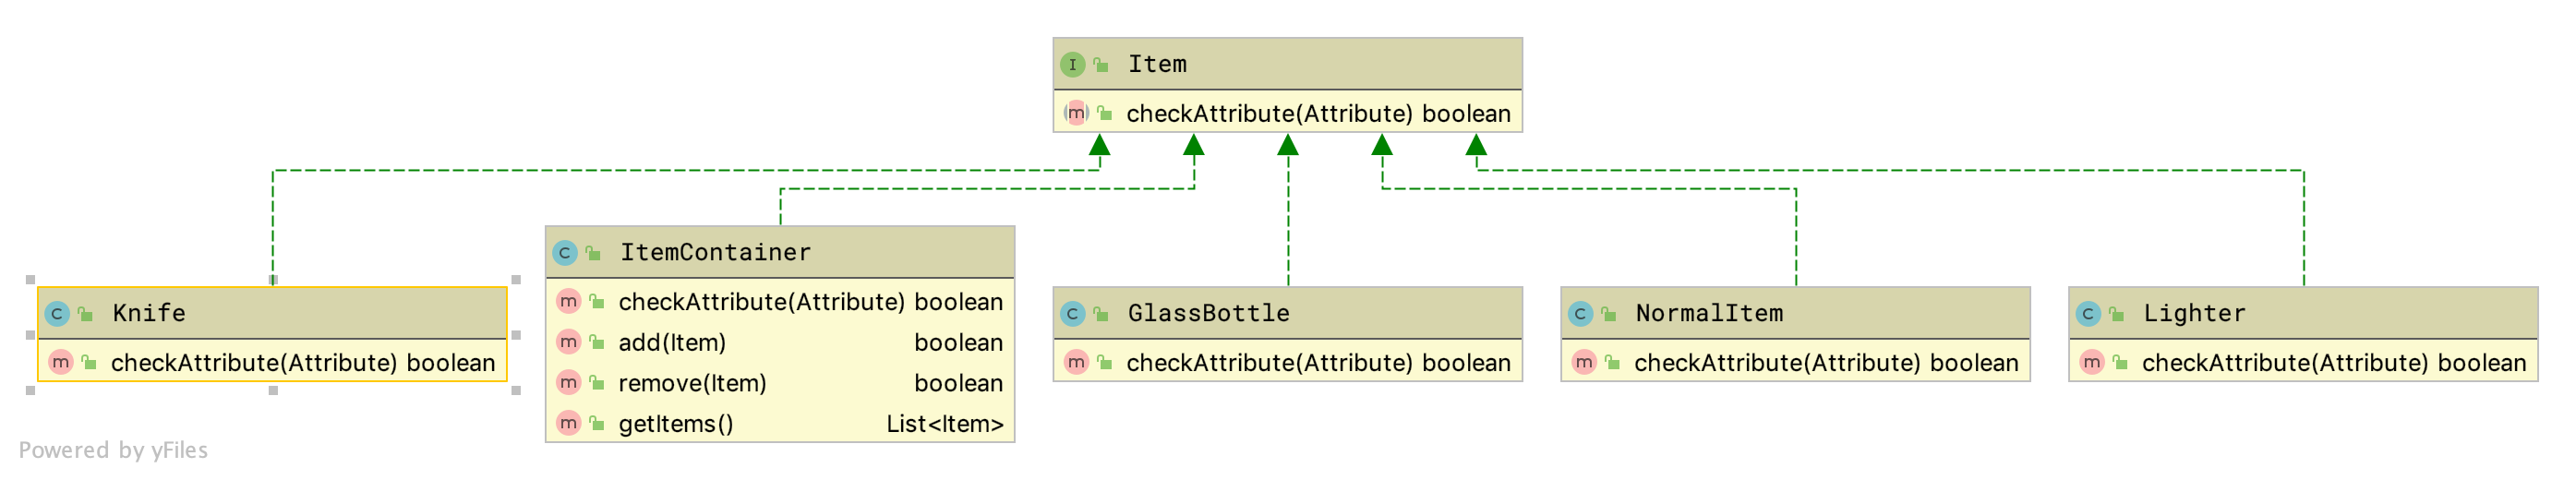 I Item
m checkAttribute(Attribute) boolean
C Knife
m checkAttribute(Attribute) boolean
C ItemContainer
m checkAttribute(Attribute) boolean
m add(Item) boolean
m remove(Item) boolean
m getItems() List<Item>
C GlassBottle
m checkAttribute(Attribute) boolean
C NormalItem
m checkAttribute(Attribute) boolean
C Lighter
m checkAttribute(Attribute) boolean
Powered by yFiles